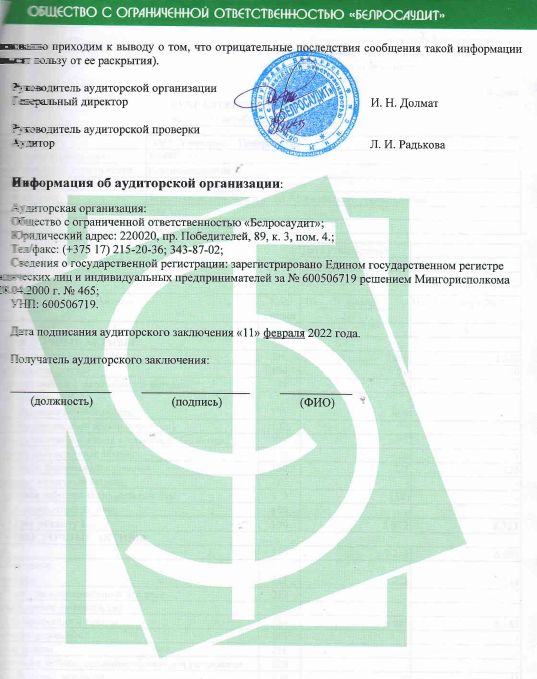 ОБЩЕСТВО С ОГРАНИЧЕННОЙ ОТВЕТСТВЕННОСТЬЮ «БЕЛРОСАУДИТ»
приходим к выводу о том, что отрицательные последствия сообщения такой информации
пользу от ее раскрытия).
Руководитель аудиторской организации
Генеральный директор И. Н. Долмат
«БЕЛРОСАУДИТ»
Руководитель аудиторской проверки
Аудитор Л. И. Радькова
Информация об аудиторской организации:
Аудиторская организация:
Общество с ограниченной ответственностью «Белросаудит»;
Юридический адрес: 220020, пр. Победителей, 89, к. 3, пом. 4.;
Тел/факс: (+375 17) 215-20-36; 343-87-02;
Сведения о государственной регистрации: зарегистрировано Едином государственном регистре
лиц и индивидуальных предпринимателей за № 600506719 решением Мингорисполкома
.04.2000 г. № 465;
УНП: 600506719.
Дата подписания аудиторского заключения «11» февраля 2022 года.
Получатель аудиторского заключения:
(должность) (подпись) (ФИО)